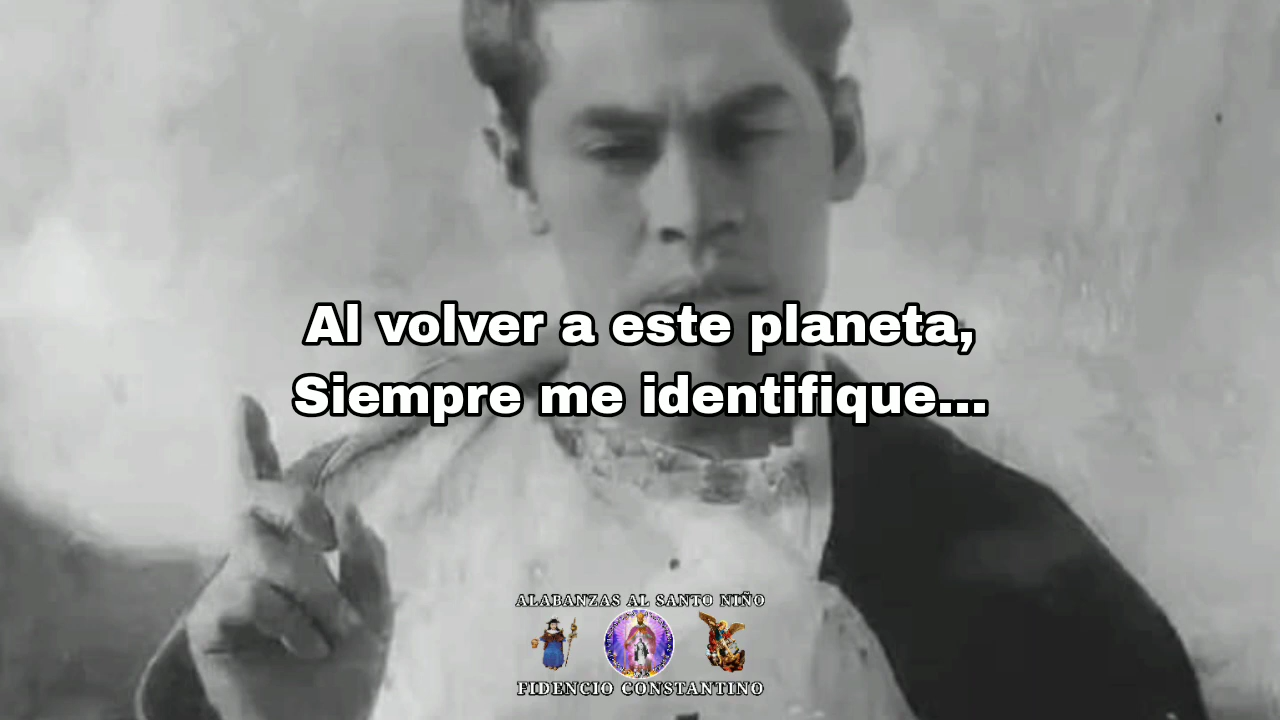 Al volver a este planeta,
Siempre me identifique...
ALABANZAS AL SANTO NIÑO
FIDENCIO CONSTANTINO